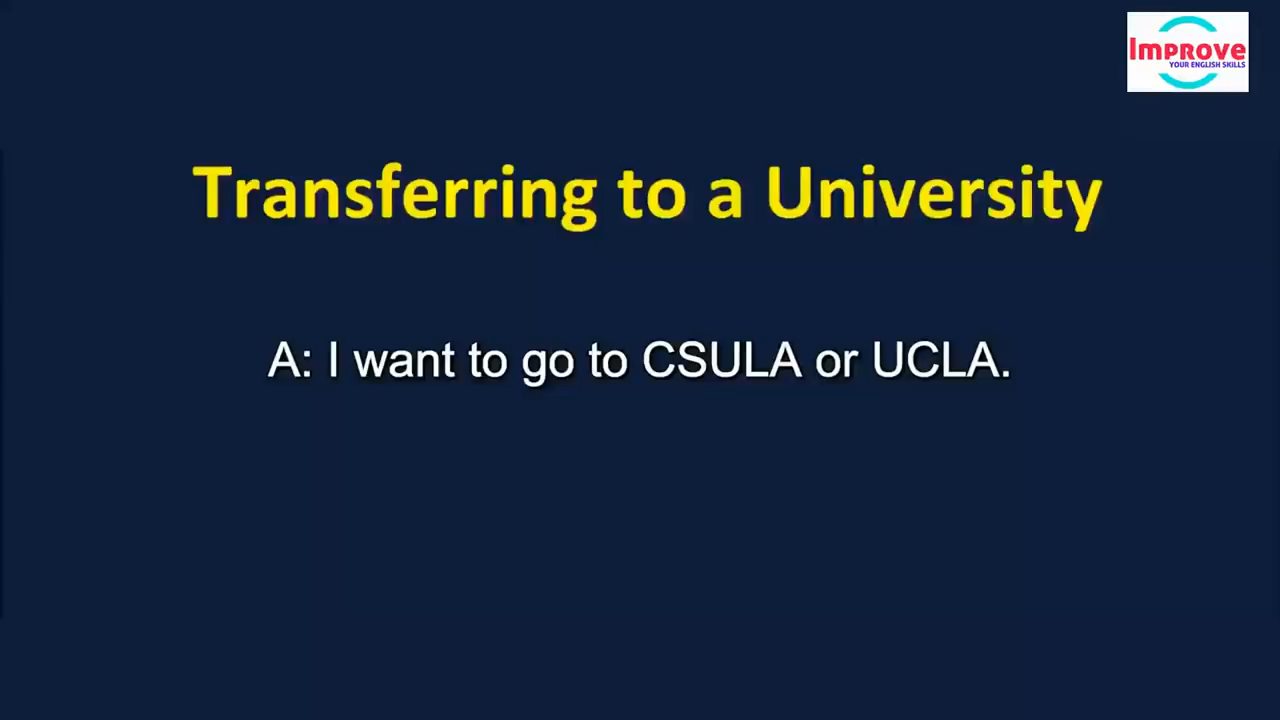 Improve
YOUR ENGLISH SKILLS
Transferring to a University
A: I want to go to CSULA or UCLA.